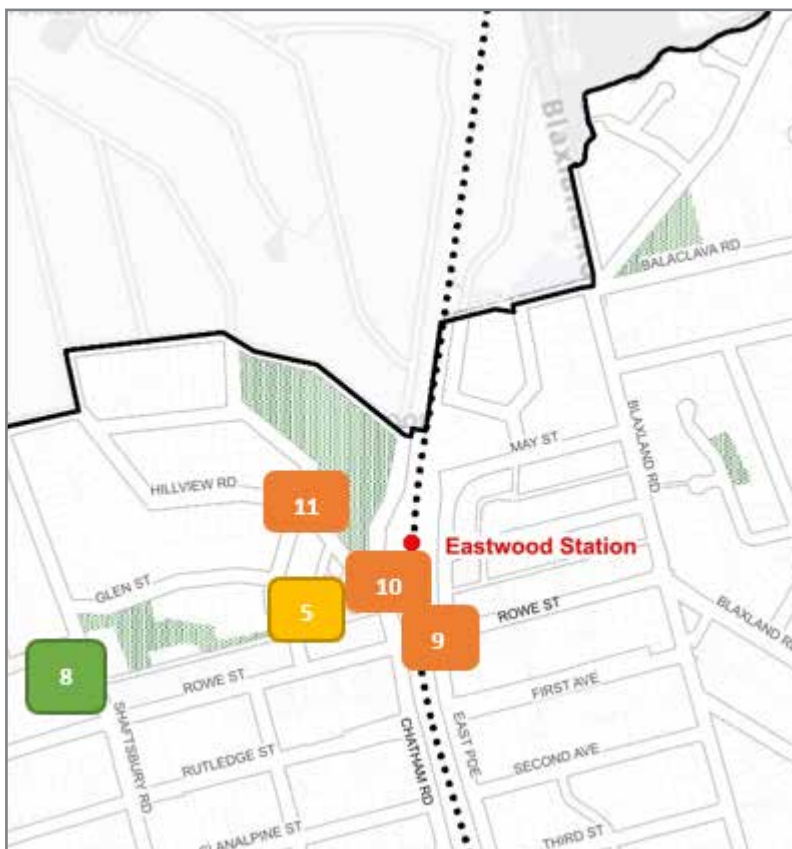 BALACLAVA RD
BLAXLAND RD
MAY ST
HILLVIEW RD
11
Eastwood Station
10
GLEN ST
5
9
ROWE ST
BLAXLAND RD
8
ROWE ST
FIRST AVE
SHAFTSBURY RD
EAST PDE
CHATHAM RD
RUTLEDGE ST
SECOND AVE
THIRD ST